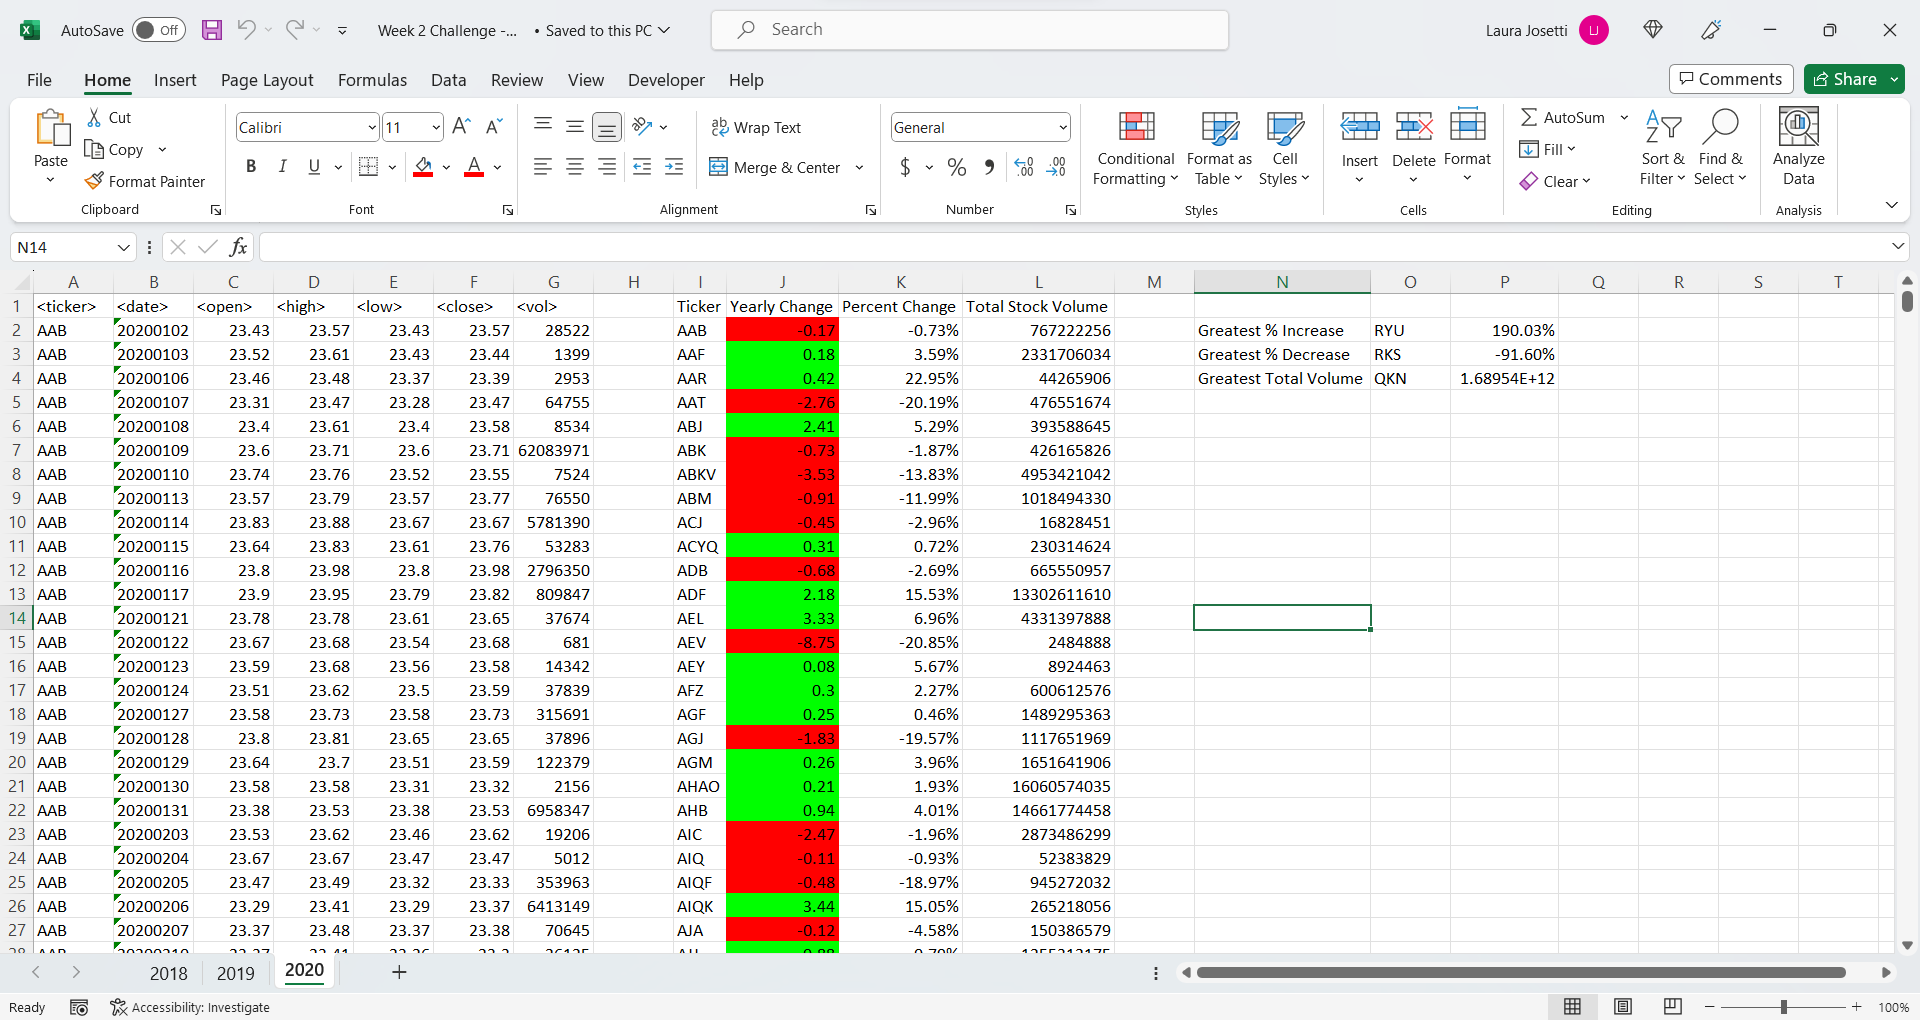 AutoSave Off Week 2 Challenge -... • Saved to this PC Search Laura Josetti LJ
File Home Insert Page Layout Formulas Data Review View Developer Help Comments Share
Paste Cut Copy Format Painter
Clipboard
Calibri 11
B I U A
Font
Wrap Text
Merge & Center
Alignment
General
$ % , .00
Number
Conditional Formatting Format as Table Cell Styles
Styles
Insert Delete Format
Cells
AutoSum Fill Clear Sort & Filter Find & Select
Editing
Analyze Data
Analysis
N14 fx
A B C D E F G H I J K L M N O P Q R S T
1 <ticker> <date> <open> <high> <low> <close> <vol> Ticker Yearly Change Percent Change Total Stock Volume
2 AAB 20200102 23.43 23.57 23.43 23.57 28522 AAB -0.17 -0.73% 767222256 Greatest % Increase RYU 190.03%
3 AAB 20200103 23.52 23.61 23.43 23.44 1399 AAF 0.18 3.59% 2331706034 Greatest % Decrease RKS -91.60%
4 AAB 20200106 23.46 23.48 23.37 23.39 2953 AAR 0.42 22.95% 44265906 Greatest Total Volume QKN 1.68954E+12
5 AAB 20200107 23.31 23.47 23.28 23.47 64755 AAT -2.76 -20.19% 476551674
6 AAB 20200108 23.4 23.61 23.4 23.58 8534 ABJ 2.41 5.29% 393588645
7 AAB 20200109 23.6 23.71 23.6 23.71 62083971 ABK -0.73 -1.87% 426165826
8 AAB 20200110 23.74 23.76 23.52 23.55 7524 ABKV -3.53 -13.83% 4953421042
9 AAB 20200113 23.57 23.79 23.57 23.77 76550 ABM -0.91 -11.99% 1018494330
10 AAB 20200114 23.83 23.88 23.67 23.67 5781390 ACJ -0.45 -2.96% 16828451
11 AAB 20200115 23.64 23.83 23.61 23.76 53283 ACYQ 0.31 0.72% 230314624
12 AAB 20200116 23.8 23.98 23.8 23.98 2796350 ADB -0.68 -2.69% 665550957
13 AAB 20200117 23.9 23.95 23.79 23.82 809847 ADF 2.18 15.53% 13302611610
14 AAB 20200121 23.78 23.78 23.61 23.65 37674 AEL 3.33 6.96% 4331397888
15 AAB 20200122 23.67 23.68 23.54 23.68 681 AEV -8.75 -20.85% 2484888
16 AAB 20200123 23.59 23.68 23.56 23.58 14342 AEY 0.08 5.67% 8924463
17 AAB 20200124 23.51 23.62 23.5 23.59 37839 AFZ 0.3 2.27% 600612576
18 AAB 20200127 23.58 23.73 23.58 23.73 315691 AGF 0.25 0.46% 1489295363
19 AAB 20200128 23.8 23.81 23.65 23.65 37896 AGJ -1.83 -19.57% 1117651969
20 AAB 20200129 23.64 23.7 23.51 23.59 122379 AGM 0.26 3.96% 1651641906
21 AAB 20200130 23.58 23.58 23.31 23.32 2156 AHAO 0.21 1.93% 16060574035
22 AAB 20200131 23.38 23.53 23.38 23.53 6958347 AHB 0.94 4.01% 14661774458
23 AAB 20200203 23.53 23.62 23.46 23.62 19206 AIC -2.47 -1.96% 2873486299
24 AAB 20200204 23.67 23.67 23.47 23.47 5012 AIQ -0.11 -0.93% 52383829
25 AAB 20200205 23.47 23.49 23.32 23.33 353963 AIQF -0.48 -18.97% 945272032
26 AAB 20200206 23.29 23.41 23.29 23.37 6413149 AIQK 3.44 15.05% 265218056
27 AAB 20200207 23.37 23.48 23.37 23.38 70645 AJA -0.12 -4.58% 150386579
2018 2019 2020
Ready Accessibility: Investigate 100%